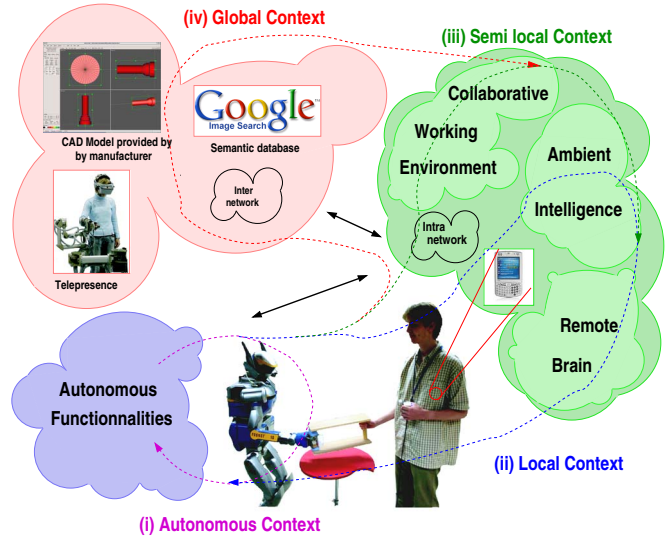 (iv) Global Context
(iii) Semi local Context
CAD Model provided by
by manufacturer
Google
Image Search
Semantic database
Inter
network
Telepresence
Collaborative
Working
Environment
Ambient
Intelligence
Intra
network
Remote
Brain
Autonomous
Functionnalities
(ii) Local Context
(i) Autonomous Context